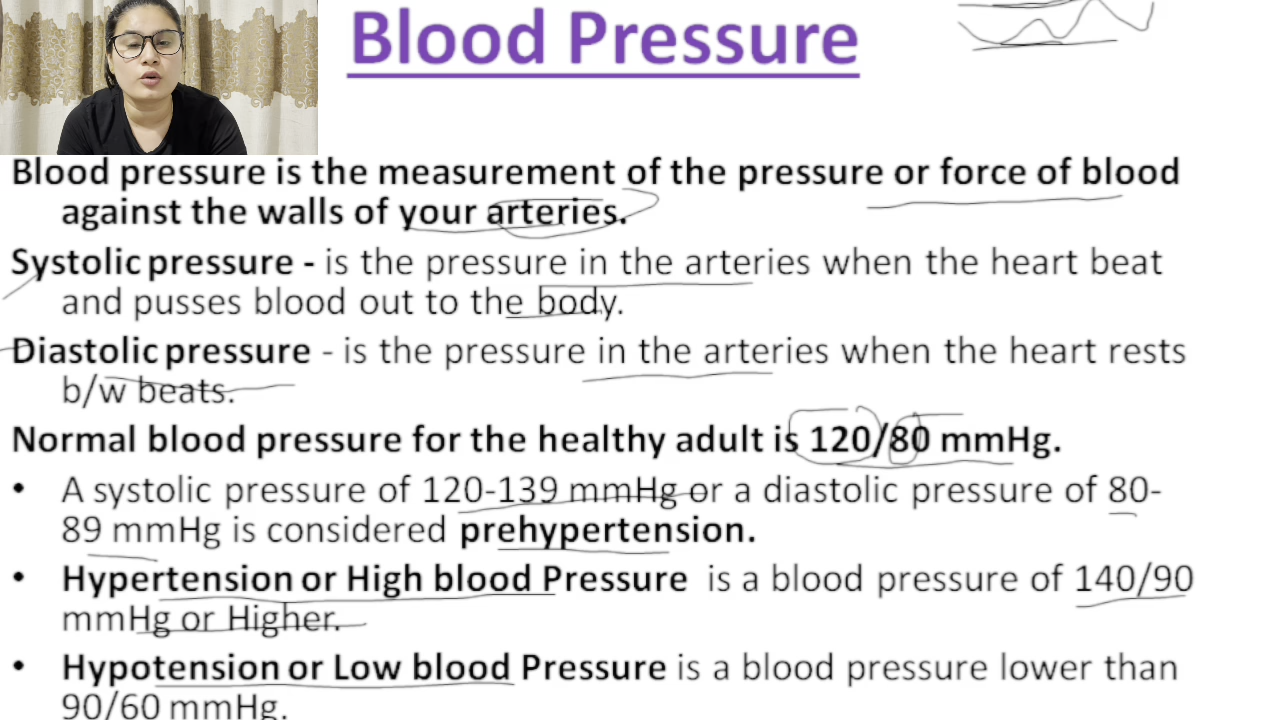 Blood Pressure
Blood pressure is the measurement of the pressure or force of blood
against the walls of your arteries.
Systolic pressure - is the pressure in the arteries when the heart beat
and pusses blood out to the body.
Diastolic pressure - is the pressure in the arteries when the heart rests
b/w beats.
Normal blood pressure for the healthy adult is 120/80 mmHg.
• A systolic pressure of 120-139 mmHg or a diastolic pressure of 80-
89 mmHg is considered prehypertension.
• Hypertension or High blood Pressure is a blood pressure of 140/90
mmHg or Higher.
• Hypotension or Low blood Pressure is a blood pressure lower than
90/60 mmHg.